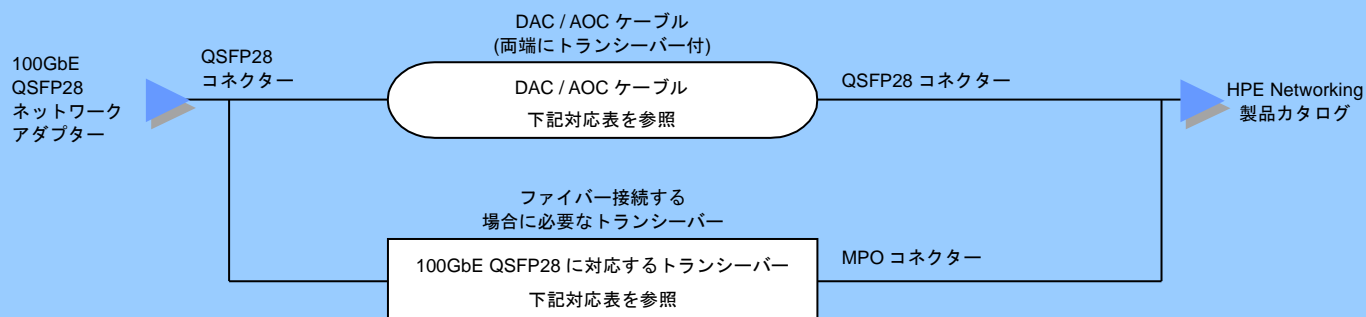 100GbE
QSFP28
ネットワーク
アダプター
QSFP28
コネクター
DAC / AOC ケーブル
(両端にトランシーバー付)
DAC / AOC ケーブル
下記対応表を参照
QSFP28 コネクター
HPE Networking
製品カタログ
ファイバー接続する
場合に必要なトランシーバー
100GbE QSFP28 に対応するトランシーバー
下記対応表を参照
MPO コネクター